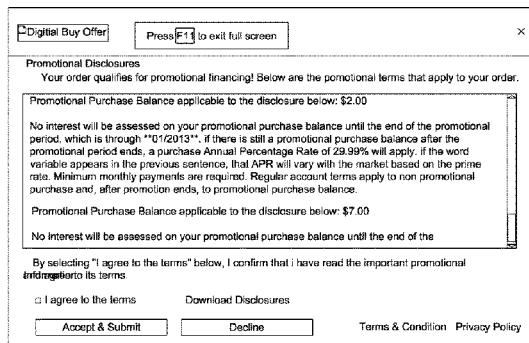 Digitial Buy Offer
Press F11 to exit full screen
×
Promotional Disclosures
Your order qualifies for promotional financing! Below are the pomotional terms that apply to your order.
Promotional Purchase Balance applicable to the disclosure below: $2.00
No interest will be assessed on your promotional purchase balance until the end of the promotional
period, which is through **01/2013**. if there is still a promotional purchase balance after the
promotional period ends, a purchase Annual Percentage Rate of 29.99% will apply. if the word
variable appears in the previous sentence, that APR will vary with the market based on the prime
rate. Minimum monthly payments are required. Regular account terms apply to non promotional
purchase and, after promotion ends, to promotional purchase balance.
Promotional Purchase Balance applicable to the disclosure below: $7.00
No interest will be assessed on your promotional purchase balance until the end of the
By selecting "I agree to the terms" below, I confirm that i have read the important promotional
to its terms.
I agree to the terms
Download Disclosures
Accept & Submit
Decline
Terms & Condition
Privacy Policy